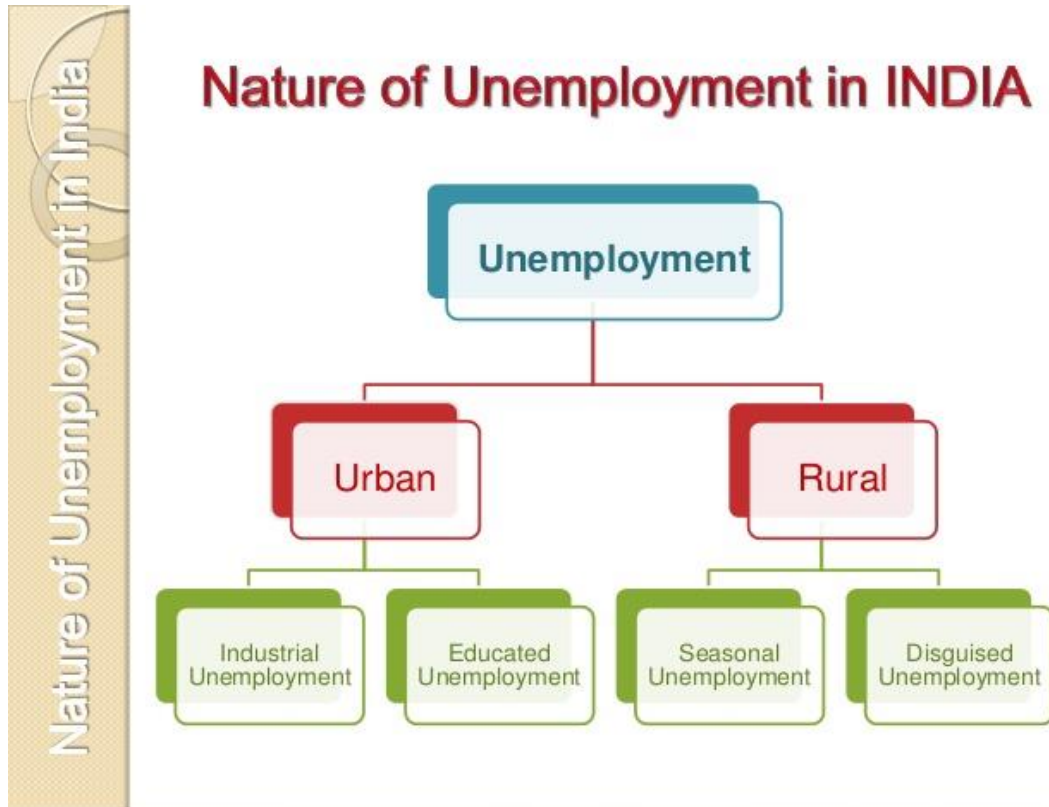 Nature of Unemployment in India
Nature of Unemployment in INDIA
Unemployment
Urban
Rural
Industrial
Unemployment
Educated
Unemployment
Seasonal
Unemployment
Disguised
Unemployment